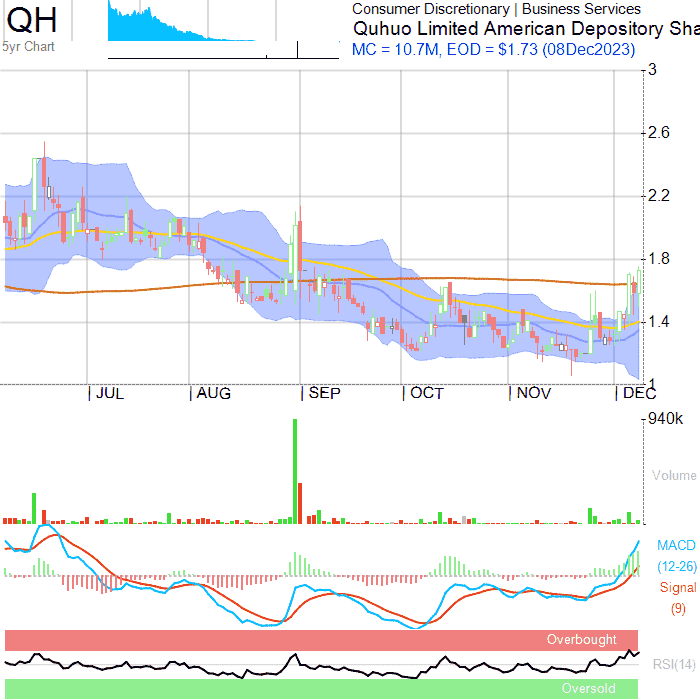 QH
5yr Chart
Consumer Discretionary | Business Services
Quhuo Limited American Depository Sha
MC = 10.7M, EOD = $1.73 (08Dec2023)
3
2.6
2.2
1.8
1.4
1
JUL
AUG
SEP
OCT
NOV
DEC
940k
Volume
MACD
(12-26)
Signal
(9)
Overbought
RSI(14)
Oversold